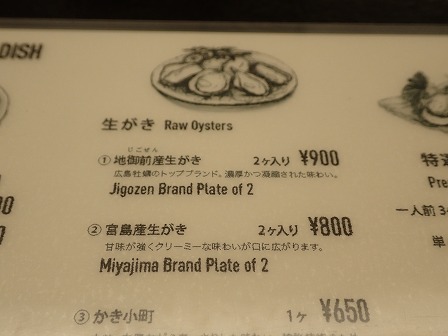 DISH
生がき Raw Oysters
じごぜん
①地御前産生がき 2ヶ入り ¥900
広島牡蠣のトップブランド。濃厚かつ凝縮された味わい。
Jigozen Brand Plate of 2
②宮島産生がき 2ヶ入り ¥800
甘味が強くクリーミーな味わいが口に広がります。
Miyajima Brand Plate of 2
③かき小町 1ヶ ¥650
特選
Pre
一人前 3
単